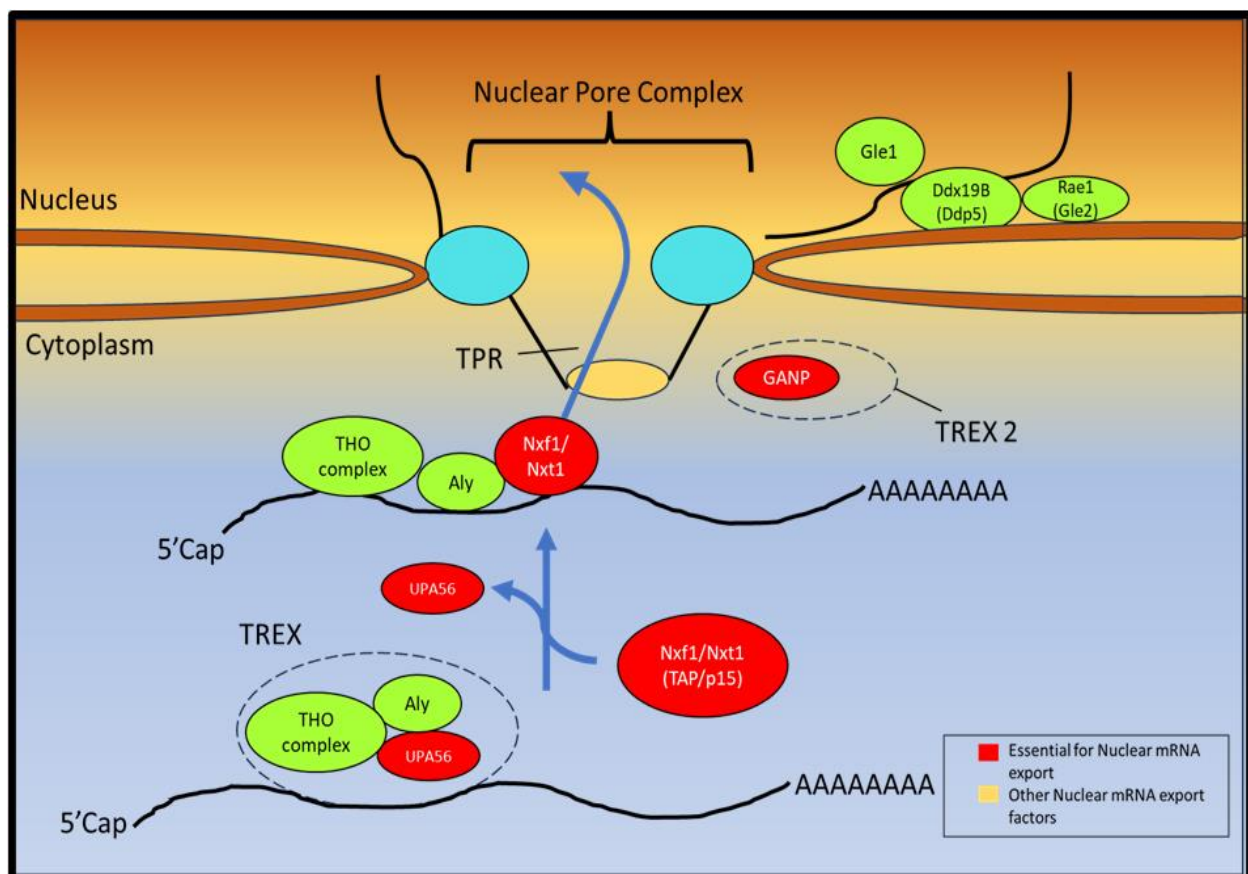 Nuclear Pore Complex
Gle1
Ddx19B
(Ddp5)
Rae1
(Gle2)
Nucleus
Cytoplasm
TPR
GANP
TREX 2
THO
complex
Aly
Nxf1/
Nxt1
AAAAAAAA
5'Cap
UPA56
TREX
Nxf1/Nxt1
(TAP/p15)
THO
complex
Aly
UPA56
AAAAAAAA
5'Cap
Essential for Nuclear mRNA
export
Other Nuclear mRNA export
factors